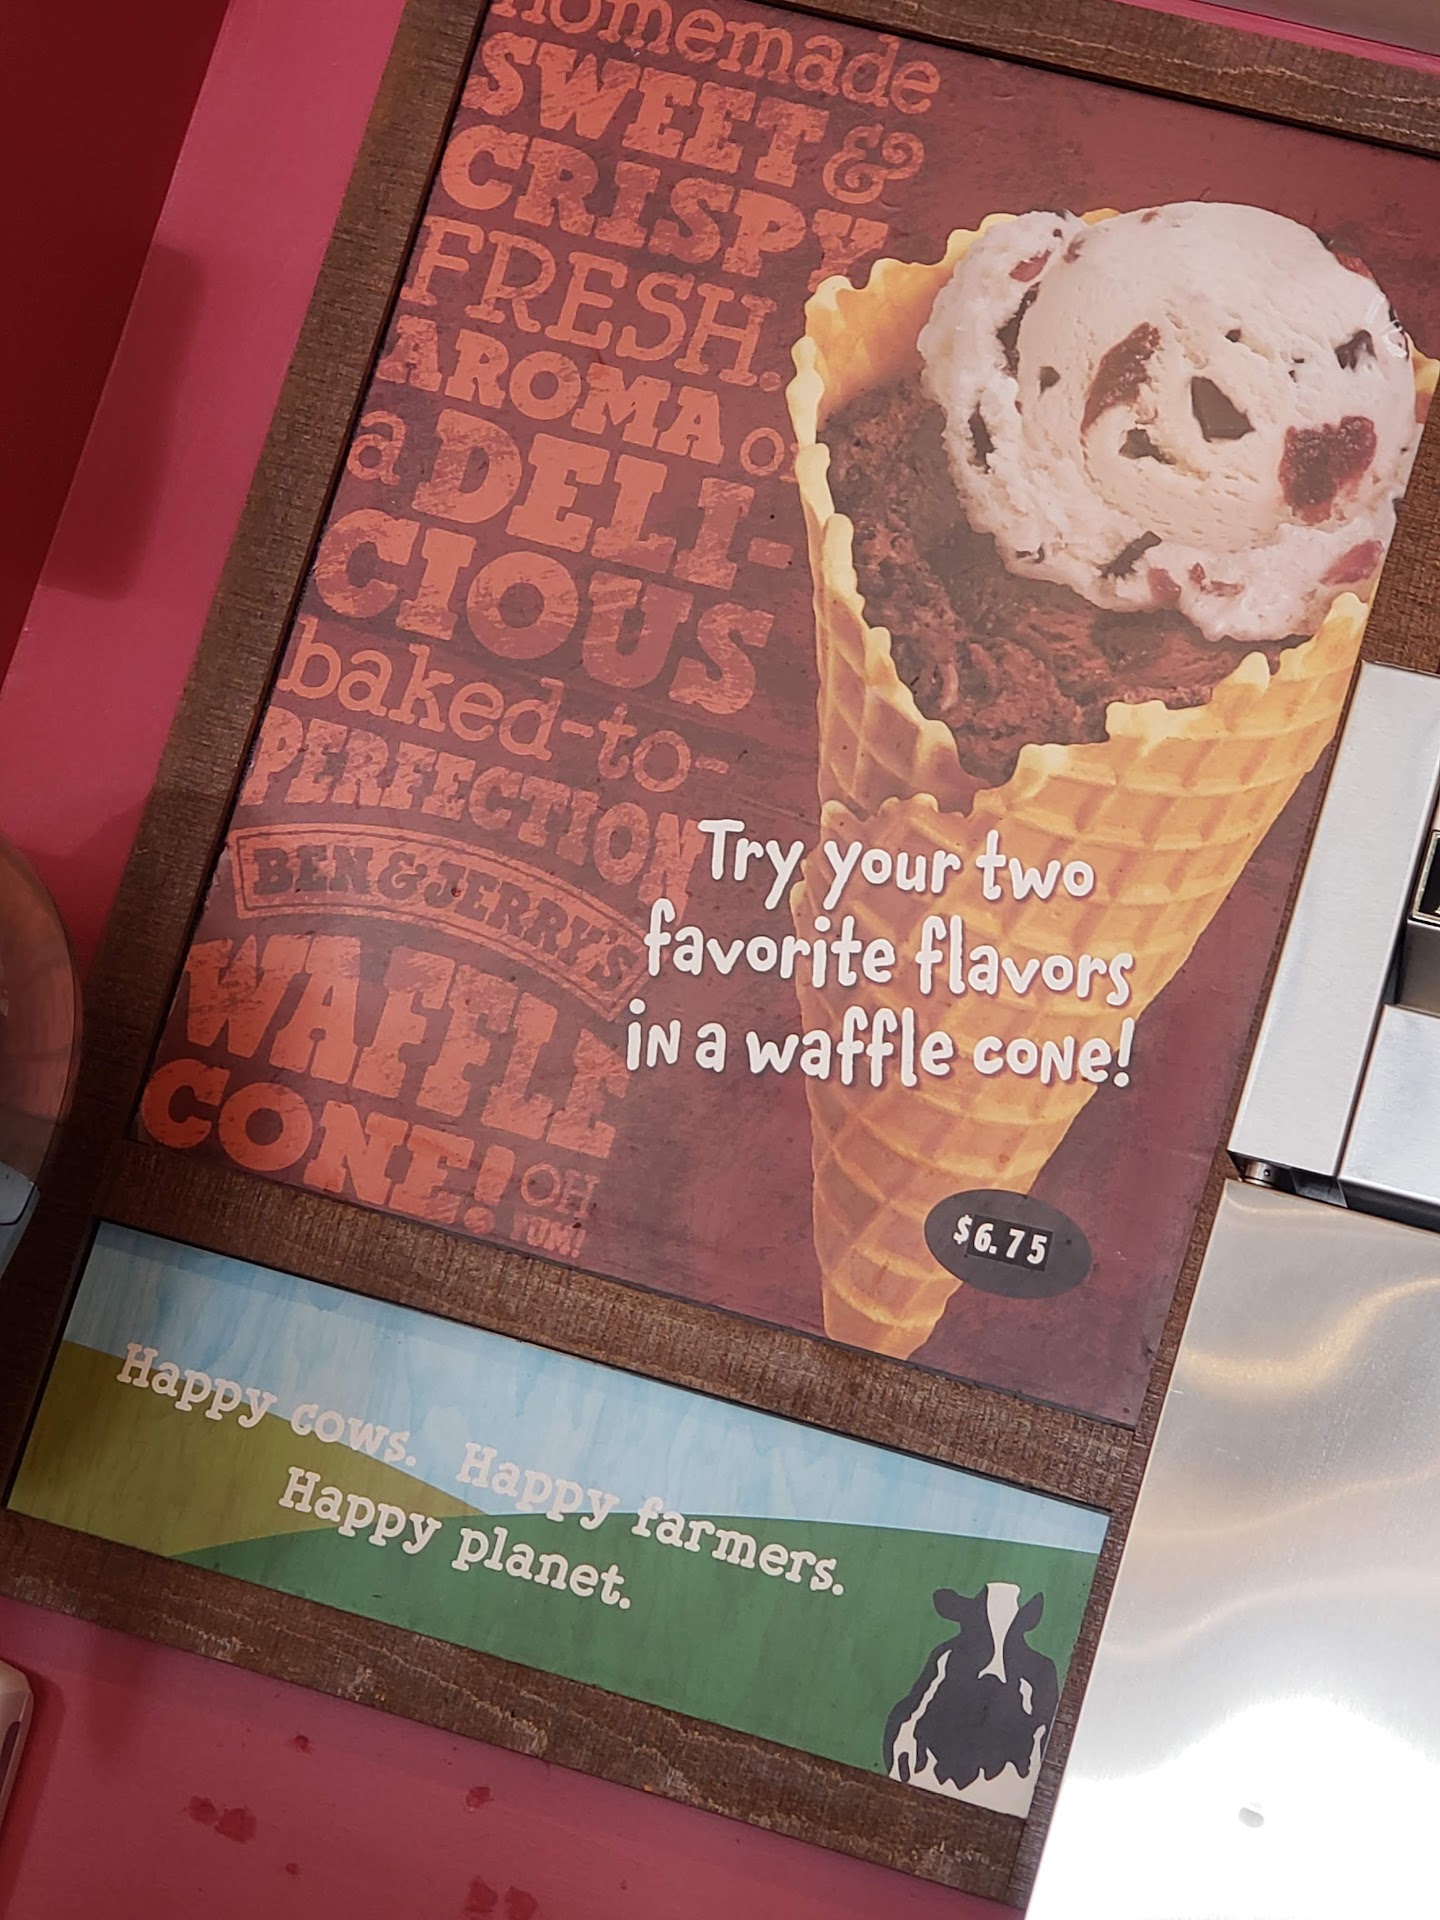 homemade
SWEET &
CRISPY
FRESH.
AROMA
a DELI-
CIOUS
baked-to-
PERFECTION
BEN & JERRY'S
WAFFLE
CONE! OH
YUM!
Try your two
favorite flavors
in a waffle cone!
$6.75
Happy cows. Happy farmers.
Happy planet.